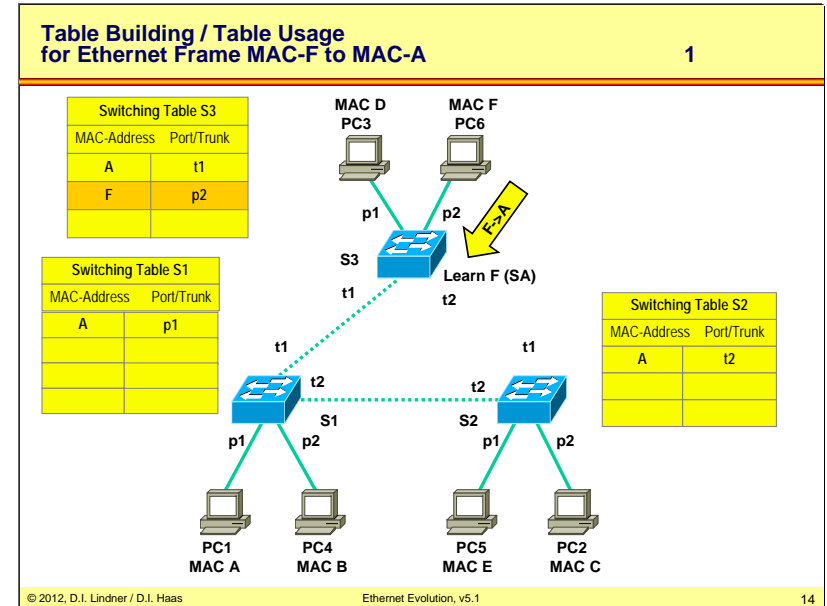 Table Building / Table Usage
for Ethernet Frame MAC-F to MAC-A 1
Switching Table S3
MAC-Address Port/Trunk
A t1
F p2
MAC D
PC3
MAC F
PC6
p1
p2
F->A
S3
Learn F (SA)
t1
t2
Switching Table S1
MAC-Address Port/Trunk
A p1
Switching Table S2
MAC-Address Port/Trunk
A t2
t1
t1
t2
t2
S1
S2
p1
p2
p1
p2
PC1
MAC A
PC4
MAC B
PC5
MAC E
PC2
MAC C
© 2012, D.I. Lindner / D.I. Haas Ethernet Evolution, v5.1 14